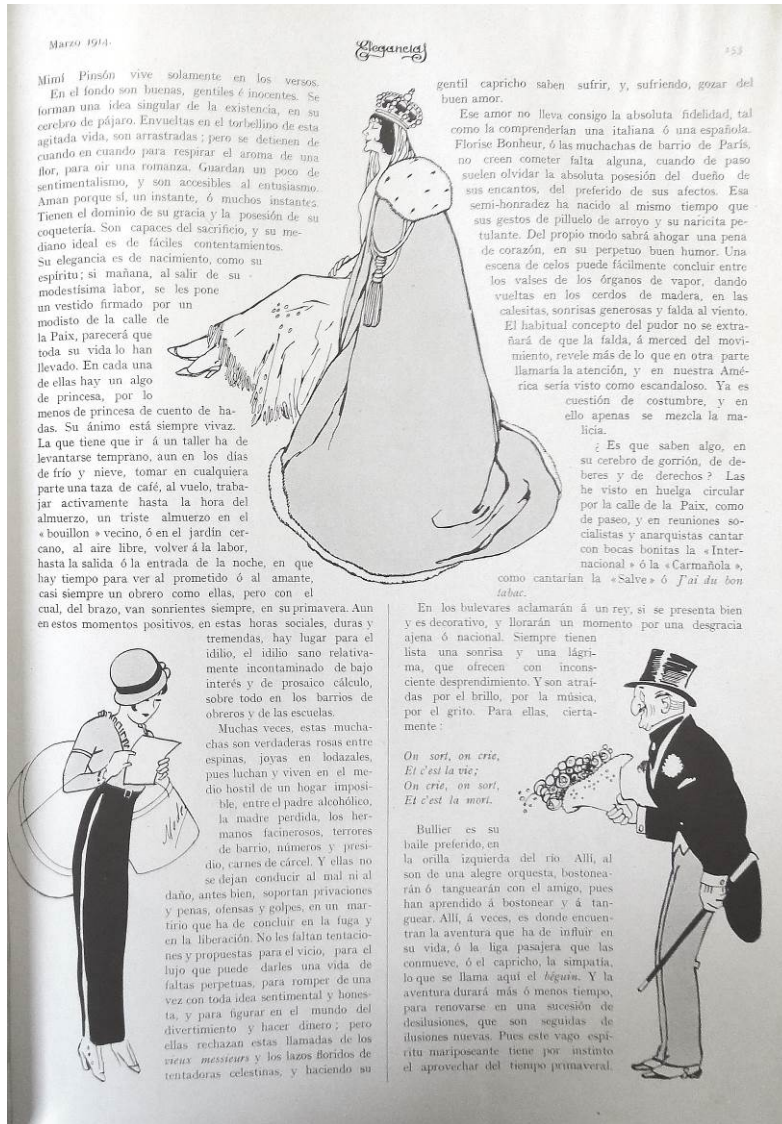 Marzo 1914.
Elegancias
253
Mimí Pinsón vive solamente en los versos.
En el fondo son buenas, gentiles é inocentes. Se
forman una idea singular de la existencia, en su
cerebro de pájaro. Envueltas en el torbellino de esta
agitada vida, son arrastradas; pero se detienen de
cuando en cuando para respirar el aroma de una
flor, para oir una romanza. Guardan un poco de
sentimentalismo, y son accesibles al entusiasmo.
Aman porque sí, un instante, ó muchos instantes.
Tienen el dominio de su gracia y la posesión de su
coquetería. Son capaces del sacrificio, y su me-
diano ideal es de fáciles contentamientos.
Su elegancia es de nacimiento, como su
espíritu; si mañana, al salir de su
modestísima labor, se les pone
un vestido firmado por un
modisto de la calle de
la Paix, parecerá que
toda su vida lo han
llevado. En cada una
de ellas hay un algo
de princesa, por lo
menos de princesa de cuento de ha-
das. Su ánimo está siempre vivaz.
La que tiene que ir á un taller ha de
levantarse temprano, aun en los días
de frío y nieve, tomar en cualquiera
parte una taza de café, al vuelo, traba-
jar activamente hasta la hora del
almuerzo, un triste almuerzo en el
«bouillon» vecino, ó en el jardín cer-
cano, al aire libre, volver á la labor,
hasta la salida ó la entrada de la noche, en que
hay tiempo para ver al prometido ó al amante,
casi siempre un obrero como ellas, pero con el
cual, del brazo, van sonrientes siempre, en su primavera. Aun
en estos momentos positivos, en estas horas sociales, duras y
tremendas, hay lugar para el
idilio, el idilio sano relativa-
mente incontaminado de bajo
interés y de prosaico cálculo,
sobre todo en los barrios de
obreros y de las escuelas.
Muchas veces, estas mucha-
chas son verdaderas rosas entre
espinas, joyas en lodazales,
pues luchan y viven en el me-
dio hostil de un hogar imposi-
ble, entre el padre alcohólico,
la madre perdida, los her-
manos facinerosos, terrores
de barrio, números y presi-
dio, carnes de cárcel. Y ellas no
se dejan conducir al mal ni al
daño, antes bien, soportan privaciones
y penas, ofensas y golpes, en un mar-
tirio que ha de concluir en la fuga y
en la liberación. No les faltan tentacio-
nes y propuestas para el vicio, para el
lujo que puede darles una vida de
faltas perpetuas, para romper de una
vez con toda idea sentimental y hones-
ta, y para figurar en el mundo del
divertimiento y hacer dinero; pero
ellas rechazan estas llamadas de los
vieux messieurs y los lazos floridos de
tentadoras celestinas, y haciendo su
Mode
gentil capricho saben sufrir, y, sufriendo, gozar del
buen amor.
Ese amor no lleva consigo la absoluta fidelidad, tal
como la comprenderían una italiana ó una española.
Florise Bonheur, ó las muchachas de barrio de París,
no creen cometer falta alguna, cuando de paso
suelen olvidar la absoluta posesión del dueño de
sus encantos, del preferido de sus afectos. Esa
semi-honradez ha nacido al mismo tiempo que
sus gestos de pilluelo de arroyo y su naricita pe-
tulante. Del propio modo sabrá ahogar una pena
de corazón, en su perpetuo buen humor. Una
escena de celos puede fácilmente concluir entre
los valses de los órganos de vapor, dando
vueltas en los cerdos de madera, en las
calesitas, sonrisas generosas y falda al viento.
El habitual concepto del pudor no se extra-
ñará de que la falda, á merced del movi-
miento, revele más de lo que en otra parte
llamaría la atención, y en nuestra Amé-
rica sería visto como escandaloso. Ya es
cuestión de costumbre, y en
ello apenas se mezcla la ma-
licia.
¿Es que saben algo, en
su cerebro de gorrión, de de-
beres y de derechos? Las
he visto en huelga circular
por la calle de la Paix, como
de paseo, y en reuniones so-
cialistas y anarquistas cantar
con bocas bonitas la «Inter-
nacional» ó la «Carmañola»,
como cantarían la «Salve» ó J'ai du bon
tabac.
En los bulevares aclamarán á un rey, si se presenta bien
y es decorativo, y llorarán un momento por una desgracia
ajena ó nacional. Siempre tienen
lista una sonrisa y una lágri-
ma, que ofrecen con incons-
ciente desprendimiento. Y son atraí-
das por el brillo, por la música,
por el grito. Para ellas, cierta-
mente:
On sort, on crie,
Et c'est la vie;
On crie, on sort,
Et c'est la mort.
Bullier es su
baile preferido, en
la orilla izquierda del río. Allí, al
son de una alegre orquesta, bostonea-
rán ó tanguearán con el amigo, pues
han aprendido á bostonear y á tan-
guear. Allí, á veces, es donde encuen-
tran la aventura que ha de influir en
su vida, ó la liga pasajera que las
conmueve, ó el capricho, la simpatía,
lo que se llama aquí el béguin. Y la
aventura durará más ó menos tiempo,
para renovarse en una sucesión de
desilusiones, que son seguidas de
ilusiones nuevas. Pues este vago espí-
ritu mariposeante tiene por instinto
el aprovechar del tiempo primaveral.